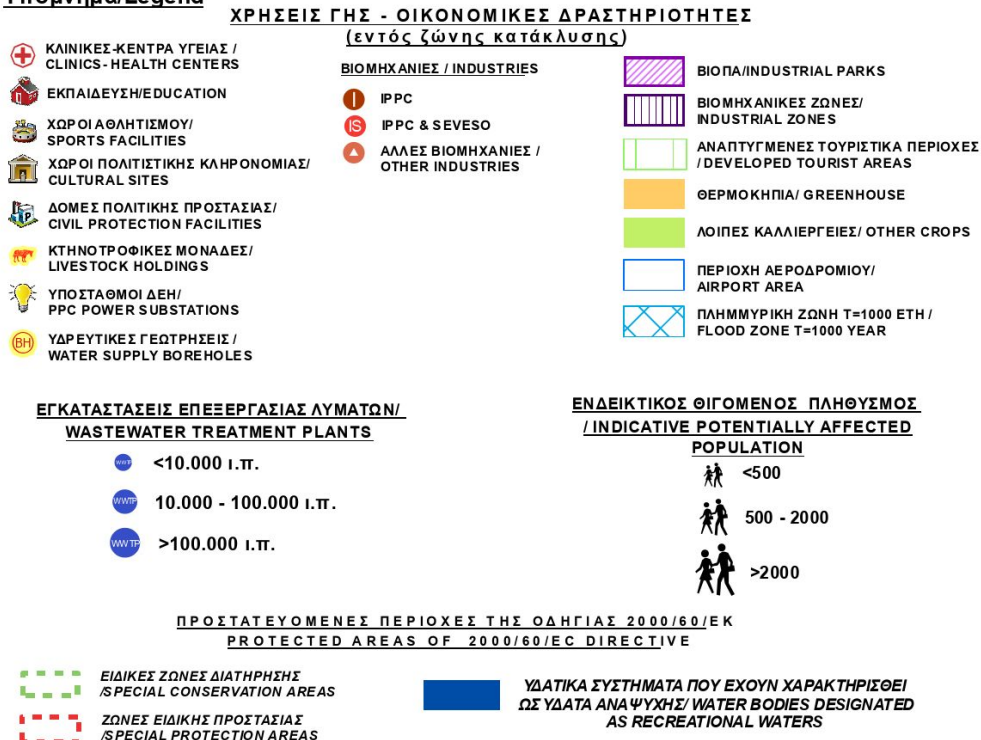 Υπόμνημα/Legend
ΧΡΗΣΕΙΣ ΓΗΣ - ΟΙΚΟΝΟΜΙΚΕΣ ΔΡΑΣΤΗΡΙΟΤΗΤΕΣ
(εντός ζώνης κατάκλυσης)
ΚΛΙΝΙΚΕΣ-ΚΕΝΤΡΑ ΥΓΕΙΑΣ /
CLINICS- HEALTH CENTERS
ΕΚΠΑΙΔΕΥΣΗ/EDUCATION
ΧΩΡΟΙ ΑΘΛΗΤΙΣΜΟΥ/
SPORTS FACILITIES
ΧΩΡΟΙ ΠΟΛΙΤΙΣΤΙΚΗΣ ΚΛΗΡΟΝΟΜΙΑΣ/
CULTURAL SITES
ΔΟΜΕΣ ΠΟΛΙΤΙΚΗΣ ΠΡΟΣΤΑΣΙΑΣ/
CIVIL PROTECTION FACILITIES
ΚΤΗΝΟΤΡΟΦΙΚΕΣ ΜΟΝΑΔΕΣ/
LIVESTOCK HOLDINGS
ΥΠΟΣΤΑΘΜΟΙ ΔΕΗ/
PPC POWER SUBSTATIONS
BH
ΥΔΡΕΥΤΙΚΕΣ ΓΕΩΤΡΗΣΕΙΣ /
WATER SUPPLY BOREHOLES
ΒΙΟΜΗΧΑΝΙΕΣ / INDUSTRIES
I IPPC
IS IPPC & SEVESO
ΑΛΛΕΣ ΒΙΟΜΗΧΑΝΙΕΣ /
OTHER INDUSTRIES
ΒΙΟΠΑ/INDUSTRIAL PARKS
ΒΙΟΜΗΧΑΝΙΚΕΣ ΖΩΝΕΣ/
INDUSTRIAL ZONES
ΑΝΑΠΤΥΓΜΕΝΕΣ ΤΟΥΡΙΣΤΙΚΑ ΠΕΡΙΟΧΕΣ
/ DEVELOPED TOURIST AREAS
ΘΕΡΜΟΚΗΠΙΑ/ GREENHOUSE
ΛΟΙΠΕΣ ΚΑΛΛΙΕΡΓΕΙΕΣ/ OTHER CROPS
ΠΕΡΙΟΧΗ ΑΕΡΟΔΡΟΜΙΟΥ/
AIRPORT AREA
ΠΛΗΜΜΥΡΙΚΗ ΖΩΝΗ Τ=1000 ΕΤΗ /
FLOOD ZONE T=1000 YEAR
ΕΓΚΑΤΑΣΤΑΣΕΙΣ ΕΠΕΞΕΡΓΑΣΙΑΣ ΛΥΜΑΤΩΝ/
WASTEWATER TREATMENT PLANTS
WWTP <10.000 ι.π.
WWTP 10.000 - 100.000 ι.π.
WWTP >100.000 ι.π.
ΕΝΔΕΙΚΤΙΚΟΣ ΘΙΓΟΜΕΝΟΣ ΠΛΗΘΥΣΜΟΣ
/ INDICATIVE POTENTIALLY AFFECTED
POPULATION
<500
500 - 2000
>2000
ΠΡΟΣΤΑΤΕΥΟΜΕΝΕΣ ΠΕΡΙΟΧΕΣ ΤΗΣ ΟΔΗΓΙΑΣ 2000/60/ΕΚ
PROTECTED AREAS OF 2000/60/EC DIRECTIVE
ΕΙΔΙΚΕΣ ΖΩΝΕΣ ΔΙΑΤΗΡΗΣΗΣ
/SPECIAL CONSERVATION AREAS
ΖΩΝΕΣ ΕΙΔΙΚΗΣ ΠΡΟΣΤΑΣΙΑΣ
/SPECIAL PROTECTION AREAS
ΥΔΑΤΙΚΑ ΣΥΣΤΗΜΑΤΑ ΠΟΥ ΕΧΟΥΝ ΧΑΡΑΚΤΗΡΙΣΘΕΙ
ΩΣ ΥΔΑΤΑ ΑΝΑΨΥΧΗΣ/ WATER BODIES DESIGNATED
AS RECREATIONAL WATERS